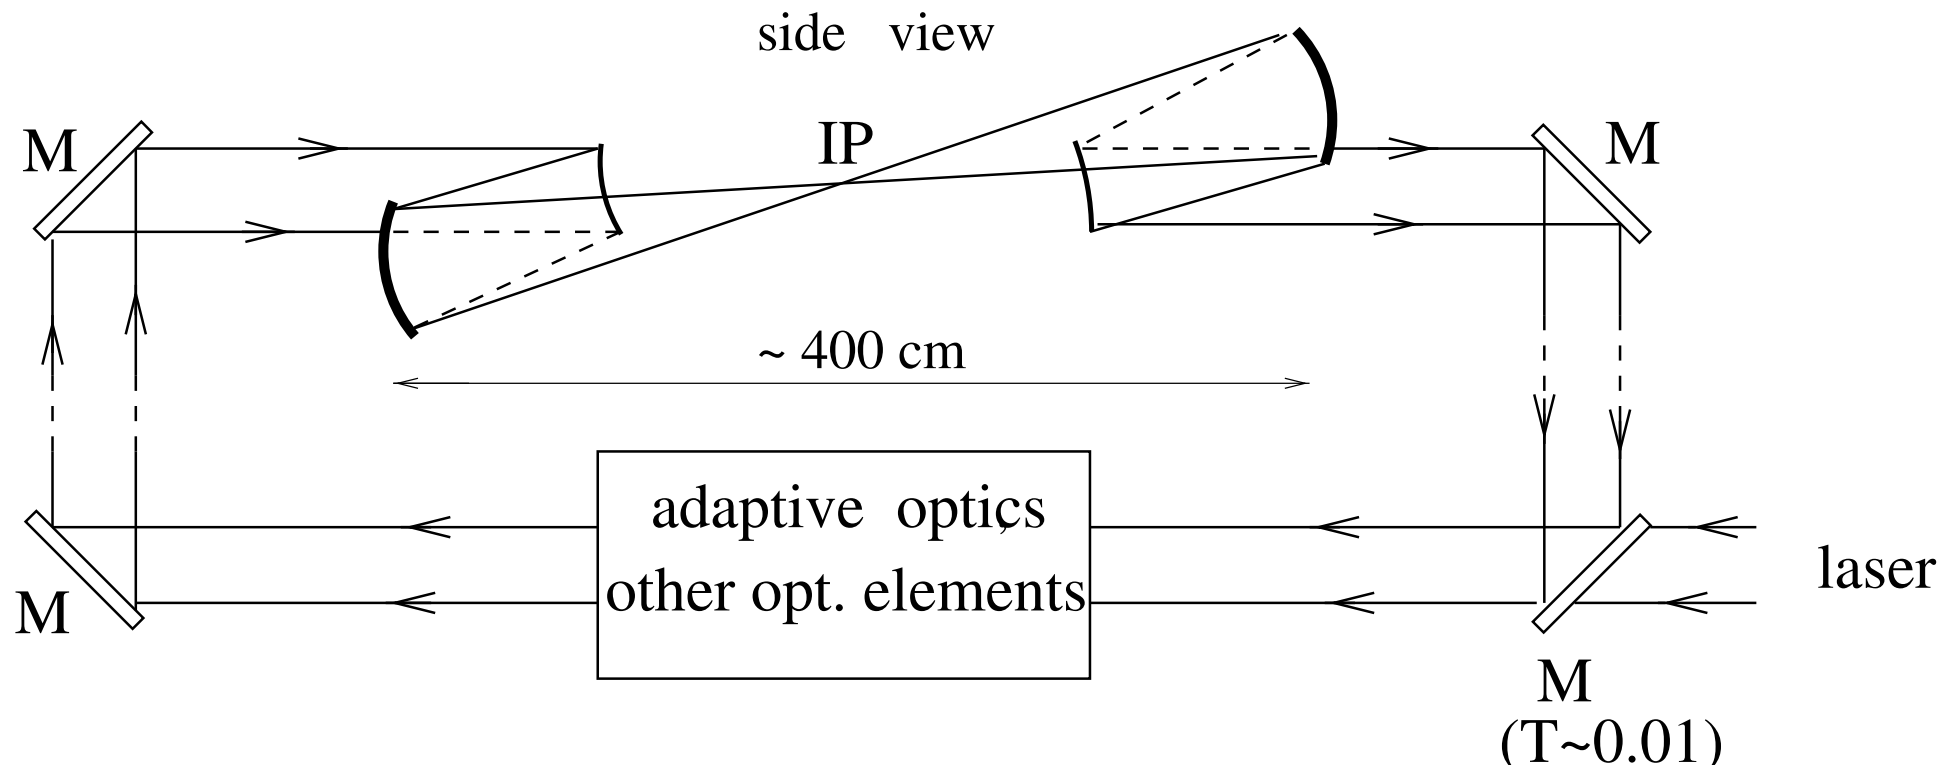 side view
M
IP
M
~ 400 cm
adaptive optics
other opt. elements
laser
M
M
(T~0.01)